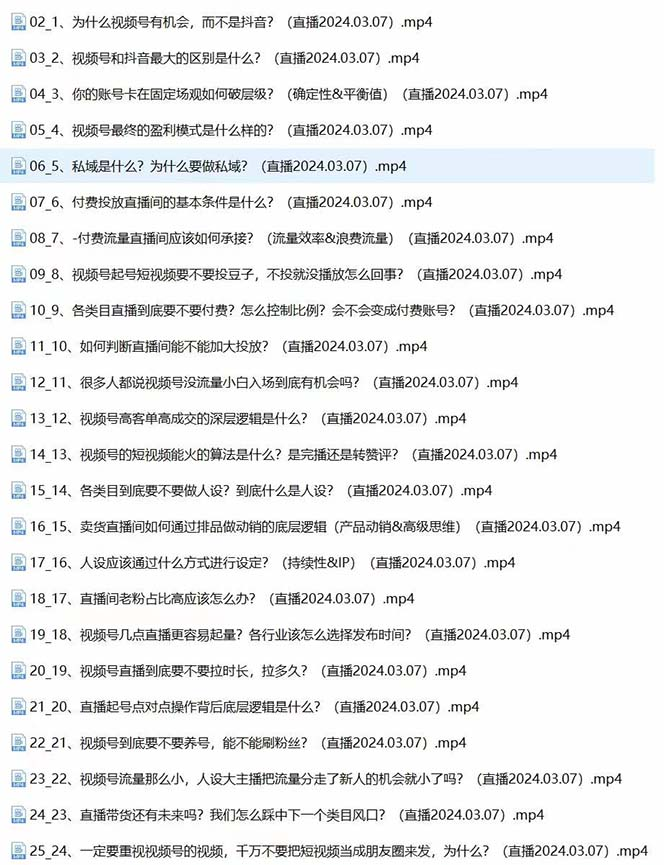 02_1、为什么视频号有机会，而不是抖音？（直播2024.03.07）.mp4
03_2、视频号和抖音最大的区别是什么？（直播2024.03.07）.mp4
04_3、你的账号卡在固定场观如何破层级？（确定性&平衡值）（直播2024.03.07）.mp4
05_4、视频号最终的盈利模式是什么样的？（直播2024.03.07）.mp4
06_5、私域是什么？为什么要做私域？（直播2024.03.07）.mp4
07_6、付费投放直播间的基本条件是什么？（直播2024.03.07）.mp4
08_7、-付费流量直播间应该如何承接？（流量效率&浪费流量）（直播2024.03.07）.mp4
09_8、视频号起号短视频要不要投豆子，不投就没播放怎么回事？（直播2024.03.07）.mp4
10_9、各类目直播到底要不要付费？怎么控制比例？会不会变成付费账号？（直播2024.03.07）.mp4
11_10、如何判断直播间能不能加大投放？（直播2024.03.07）.mp4
12_11、很多人都说视频号没流量小白入场到底有机会吗？（直播2024.03.07）.mp4
13_12、视频号高客单高成交的深层逻辑是什么？（直播2024.03.07）.mp4
14_13、视频号的短视频能火的算法是什么？是完播还是转赞评？（直播2024.03.07）.mp4
15_14、各类目到底要不要做人设？到底什么是人设？（直播2024.03.07）.mp4
16_15、卖货直播间如何通过排品做动销的底层逻辑（产品动销&高级思维）（直播2024.03.07）.mp4
17_16、人设应该通过什么方式进行设定？（持续性&IP）（直播2024.03.07）.mp4
18_17、直播间老粉占比高应该怎么办？（直播2024.03.07）.mp4
19_18、视频号几点直播更容易起量？各行业该怎么选择发布时间？（直播2024.03.07）.mp4
20_19、视频号直播到底要不要拉时长，拉多久？（直播2024.03.07）.mp4
21_20、直播起号点对点操作背后底层逻辑是什么？（直播2024.03.07）.mp4
22_21、视频号到底要不要养号，能不能刷粉丝？（直播2024.03.07）.mp4
23_22、视频号流量那么小，人设大主播把流量分走了新人的机会就小了吗？（直播2024.03.07）.mp4
24_23、直播带货还有未来吗？我们怎么踩中下一个类目风口？（直播2024.03.07）.mp4
25_24、一定要重视视频号的视频，千万不要把短视频当成朋友圈来发，为什么？（直播2024.03.07）.mp4